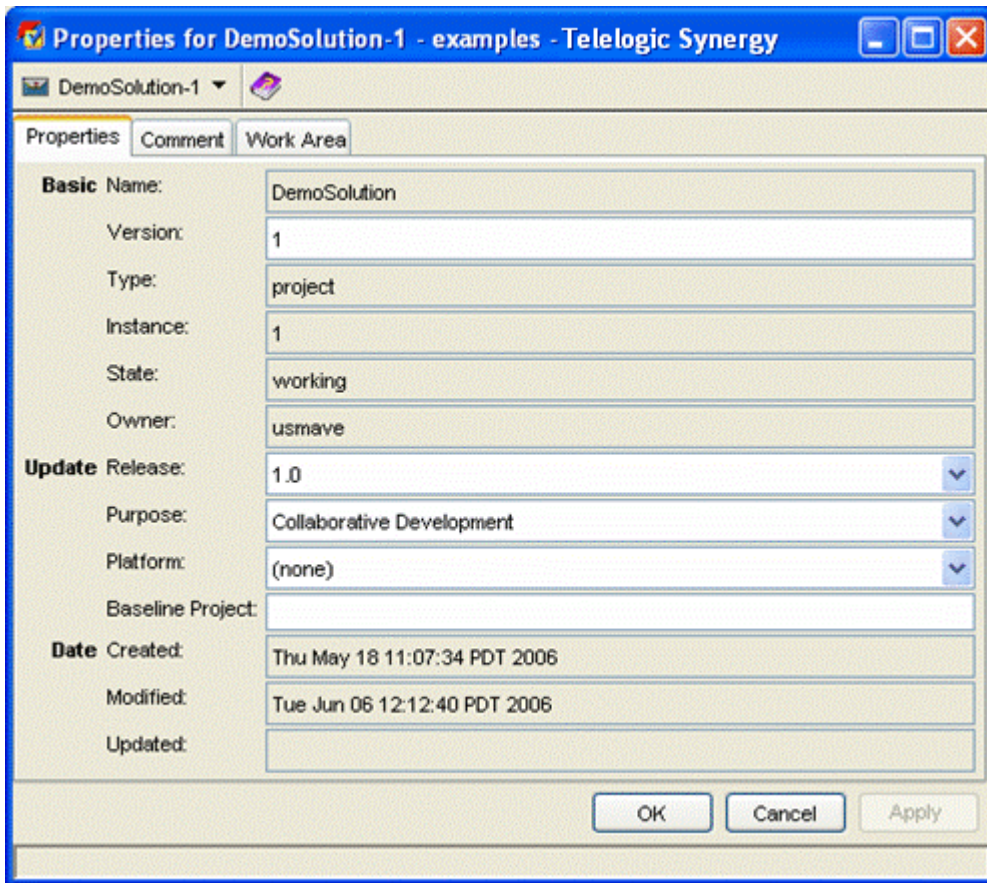 Properties for DemoSolution-1 - examples - Telelogic Synergy
DemoSolution-1
Properties Comment Work Area
Basic Name: DemoSolution
Version: 1
Type: project
Instance: 1
State: working
Owner: usmave
Update Release: 1.0
Purpose: Collaborative Development
Platform: (none)
Baseline Project:
Date Created: Thu May 18 11:07:34 PDT 2006
Modified: Tue Jun 06 12:12:40 PDT 2006
Updated:
OK Cancel Apply